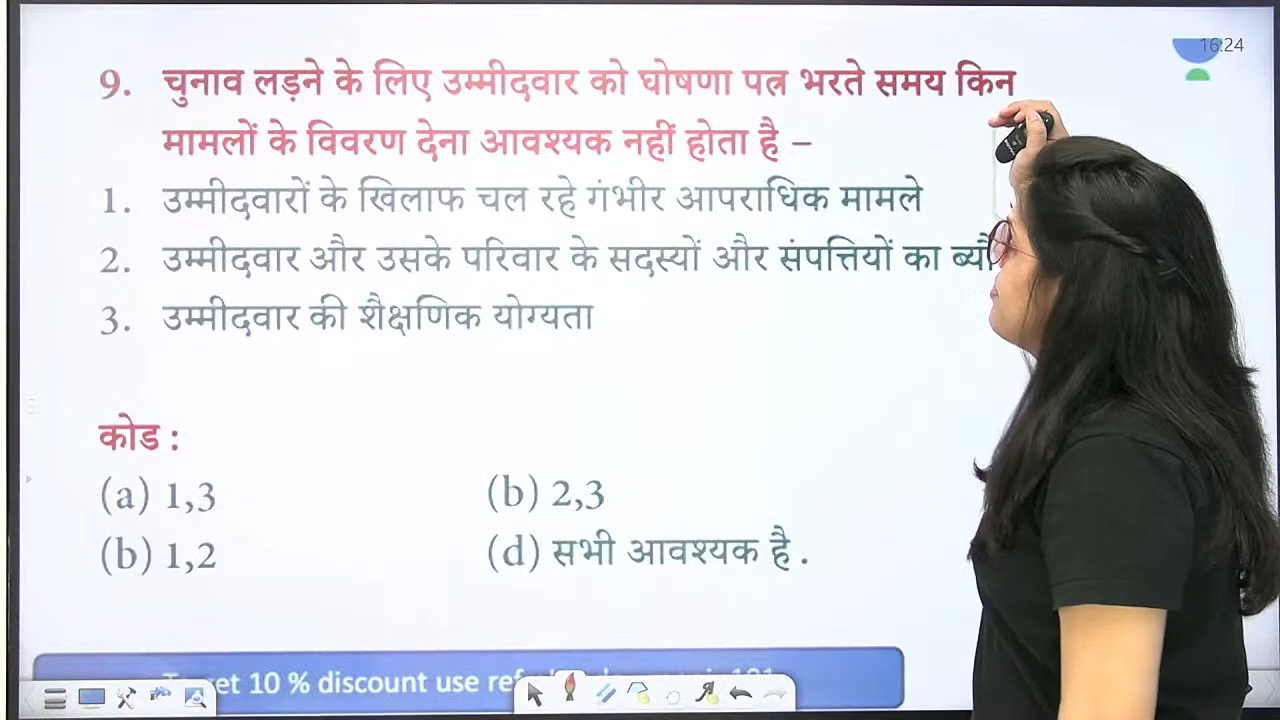 16:24
9. चुनाव लड़ने के लिए उम्मीदवार को घोषणा पत्र भरते समय किन
मामलों के विवरण देना आवश्यक नहीं होता है –
1. उम्मीदवारों के खिलाफ चल रहे गंभीर आपराधिक मामले
2. उम्मीदवार और उसके परिवार के सदस्यों और संपत्तियों का
3. उम्मीदवार की शैक्षणिक योग्यता
कोड :
(a) 1,3 (b) 2,3
(b) 1,2 (d) सभी आवश्यक है .
10 % discount use